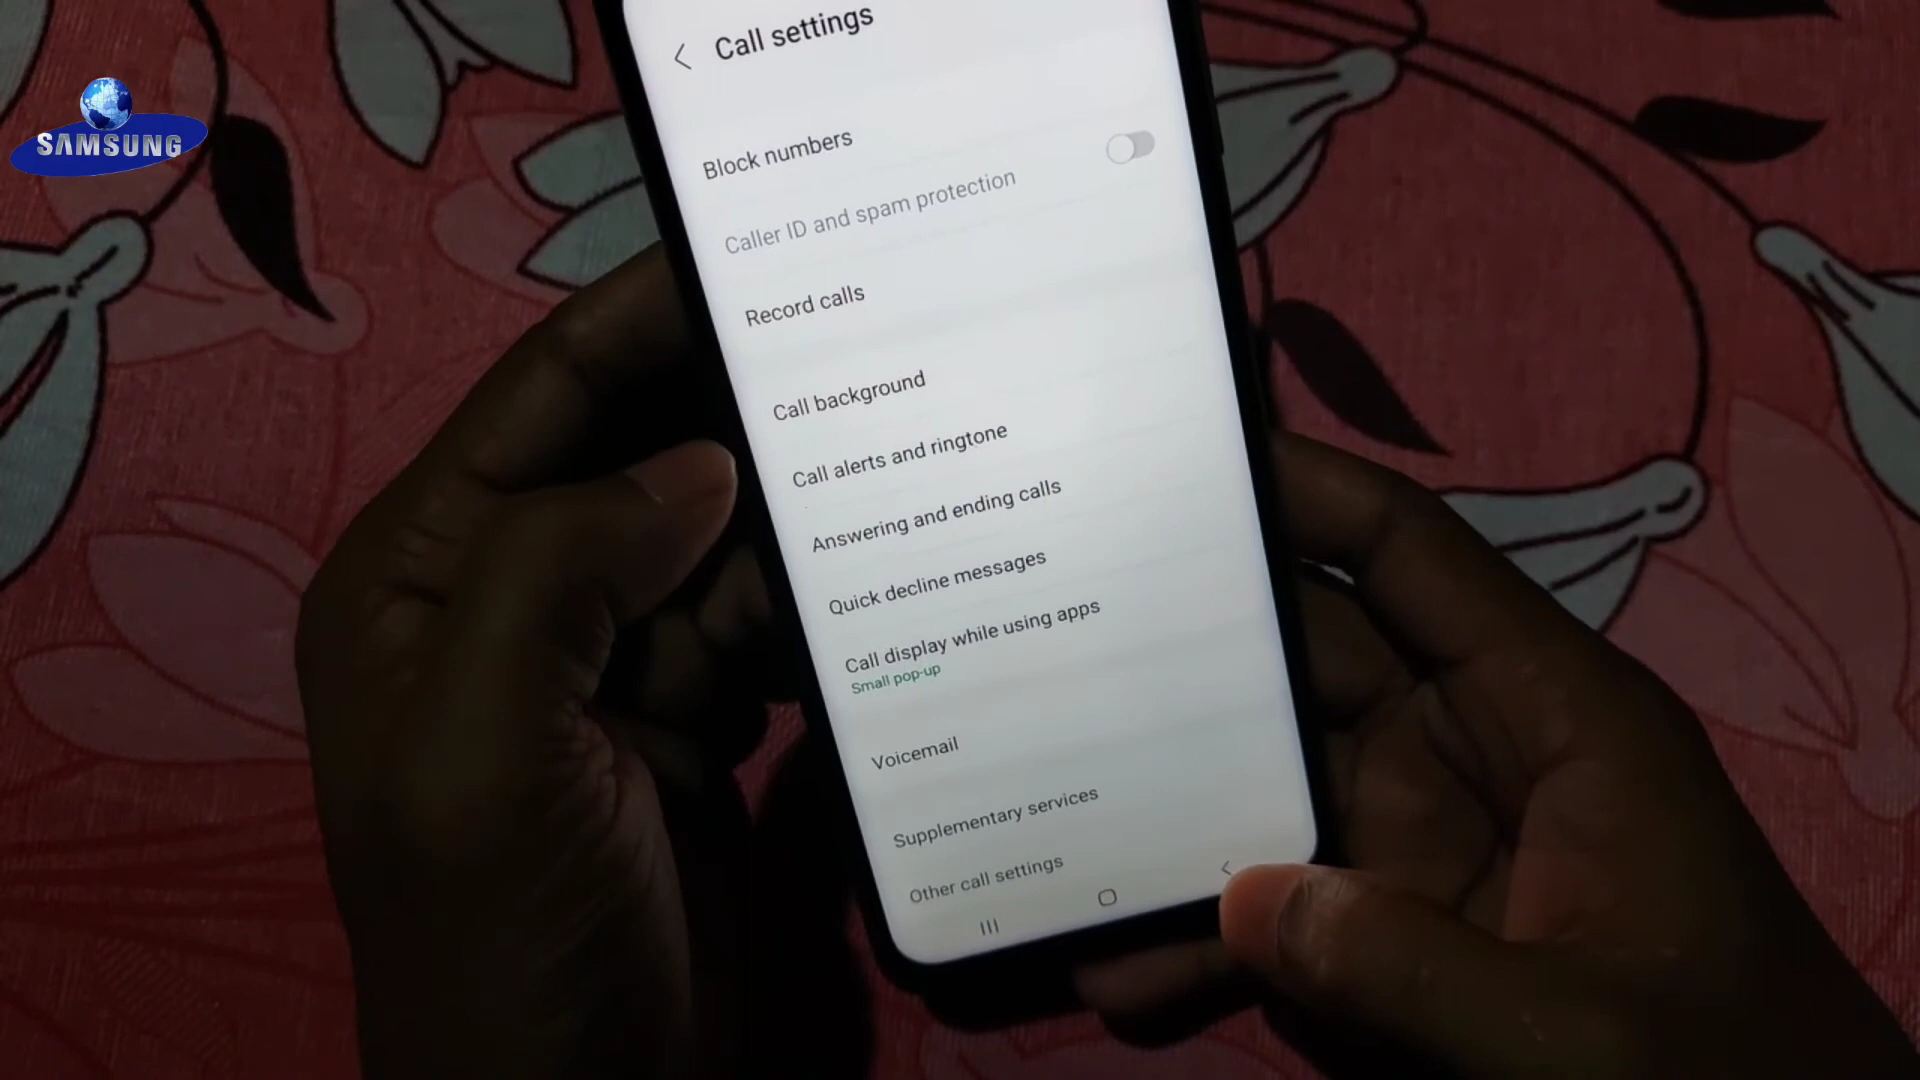 Call settings
SAMSUNG
Block numbers
Caller ID and spam protection
Record calls
Call background
Call alerts and ringtone
Answering and ending calls
Quick decline messages
Call display while using apps
Small pop-up
Voicemail
Supplementary services
Other call settings